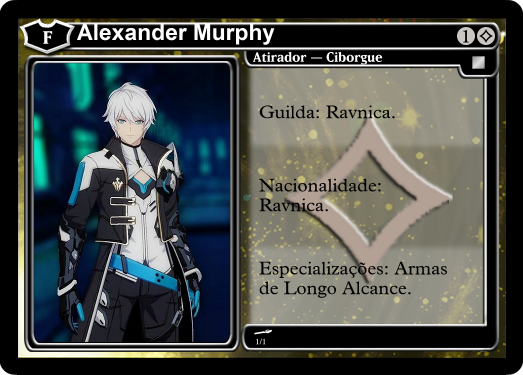 F
Alexander Murphy
1
Atirador — Ciborgue
Guilda: Ravnica.
Nacionalidade:
Ravnica.
Especializações: Armas
de Longo Alcance.
1/1